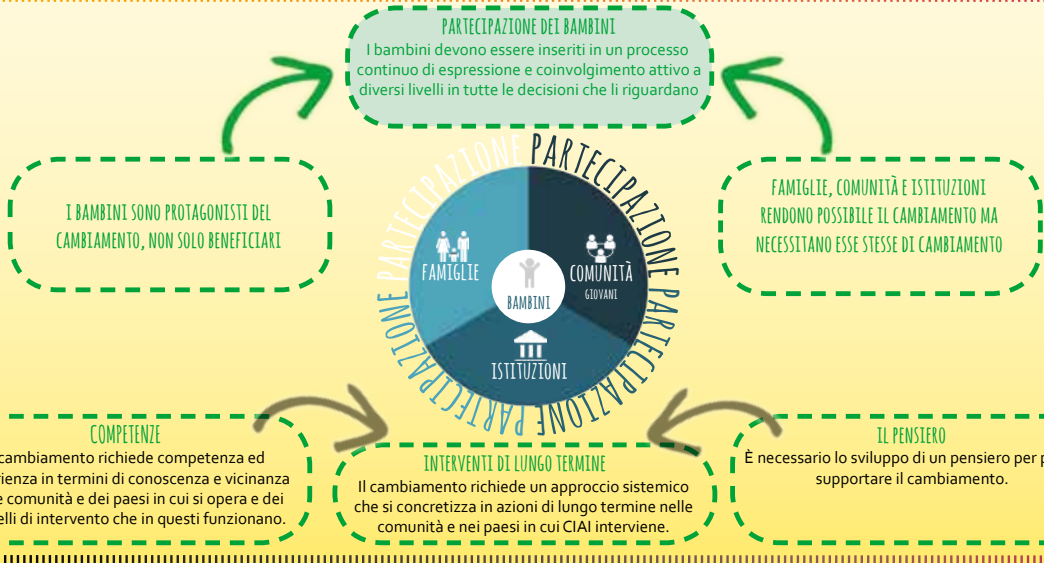 PARTECIPAZIONE DEI BAMBINI
I bambini devono essere inseriti in un processo
continuo di espressione e coinvolgimento attivo a
diversi livelli in tutte le decisioni che li riguardano
I BAMBINI SONO PROTAGONISTI DEL
CAMBIAMENTO, NON SOLO BENEFICIARI
FAMIGLIE, COMUNITÀ E ISTITUZIONI
RENDONO POSSIBILE IL CAMBIAMENTO MA
NECESSITANO ESSE STESSE DI CAMBIAMENTO
PARTECIPAZIONE PARTECIPAZIONE PARTECIPAZIONE PARTECIPAZIONE PARTECIPAZIONE
FAMIGLIE
COMUNITÀ
GIOVANI
BAMBINI
ISTITUZIONI
COMPETENZE
cambiamento richiede competenza ed
rienza in termini di conoscenza e vicinanza
e comunità e dei paesi in cui si opera e dei
elli di intervento che in questi funzionano.
INTERVENTI DI LUNGO TERMINE
Il cambiamento richiede un approccio sistemico
che si concretizza in azioni di lungo termine nelle
comunità e nei paesi in cui CIAI interviene.
IL PENSIERO
È necessario lo sviluppo di un pensiero per p
supportare il cambiamento.